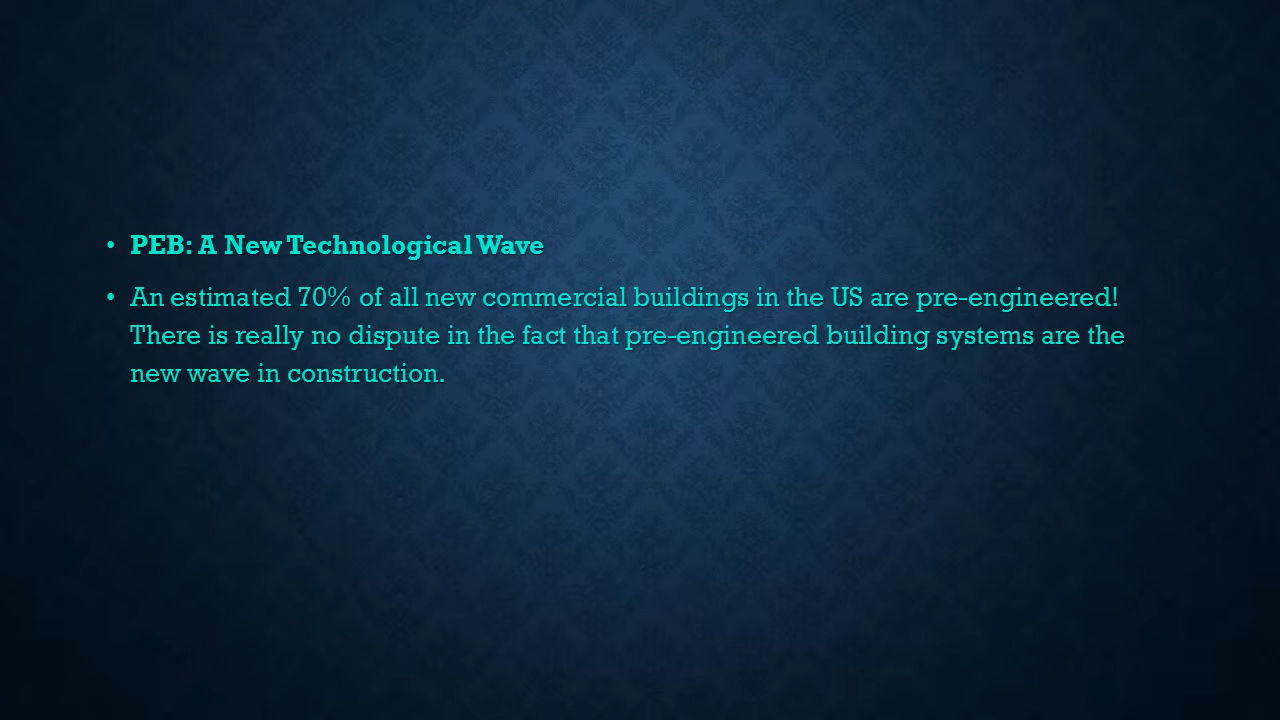 • PEB: A New Technological Wave
• An estimated 70% of all new commercial buildings in the US are pre-engineered!
There is really no dispute in the fact that pre-engineered building systems are the
new wave in construction.